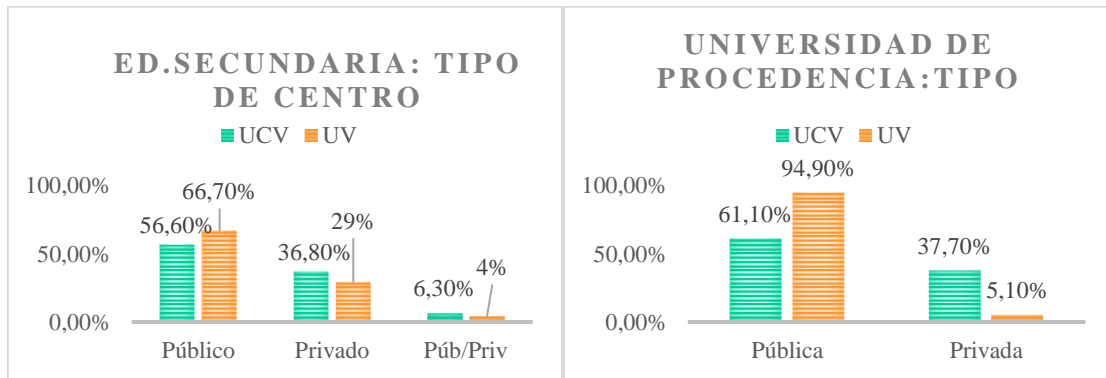 ED.SECUNDARIA: TIPO
DE CENTRO
UCV UV
100,00%
50,00%
0,00%
56,60%
66,70%
36,80%
29%
6,30%
4%
Público Privado Púb/Priv
UNIVERSIDAD DE
PROCEDENCIA:TIPO
UCV UV
100,00%
50,00%
0,00%
61,10%
94,90%
37,70%
5,10%
Pública Privada